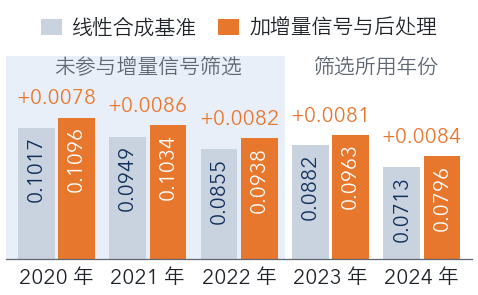 线性合成基准 加增量信号与后处理
未参与增量信号筛选 筛选所用年份
+0.0078 +0.0086 +0.0082 +0.0081 +0.0084
0.1017 0.1096 0.0949 0.1034 0.0855 0.0938 0.0882 0.0963 0.0713 0.0796
2020 年 2021 年 2022 年 2023 年 2024 年